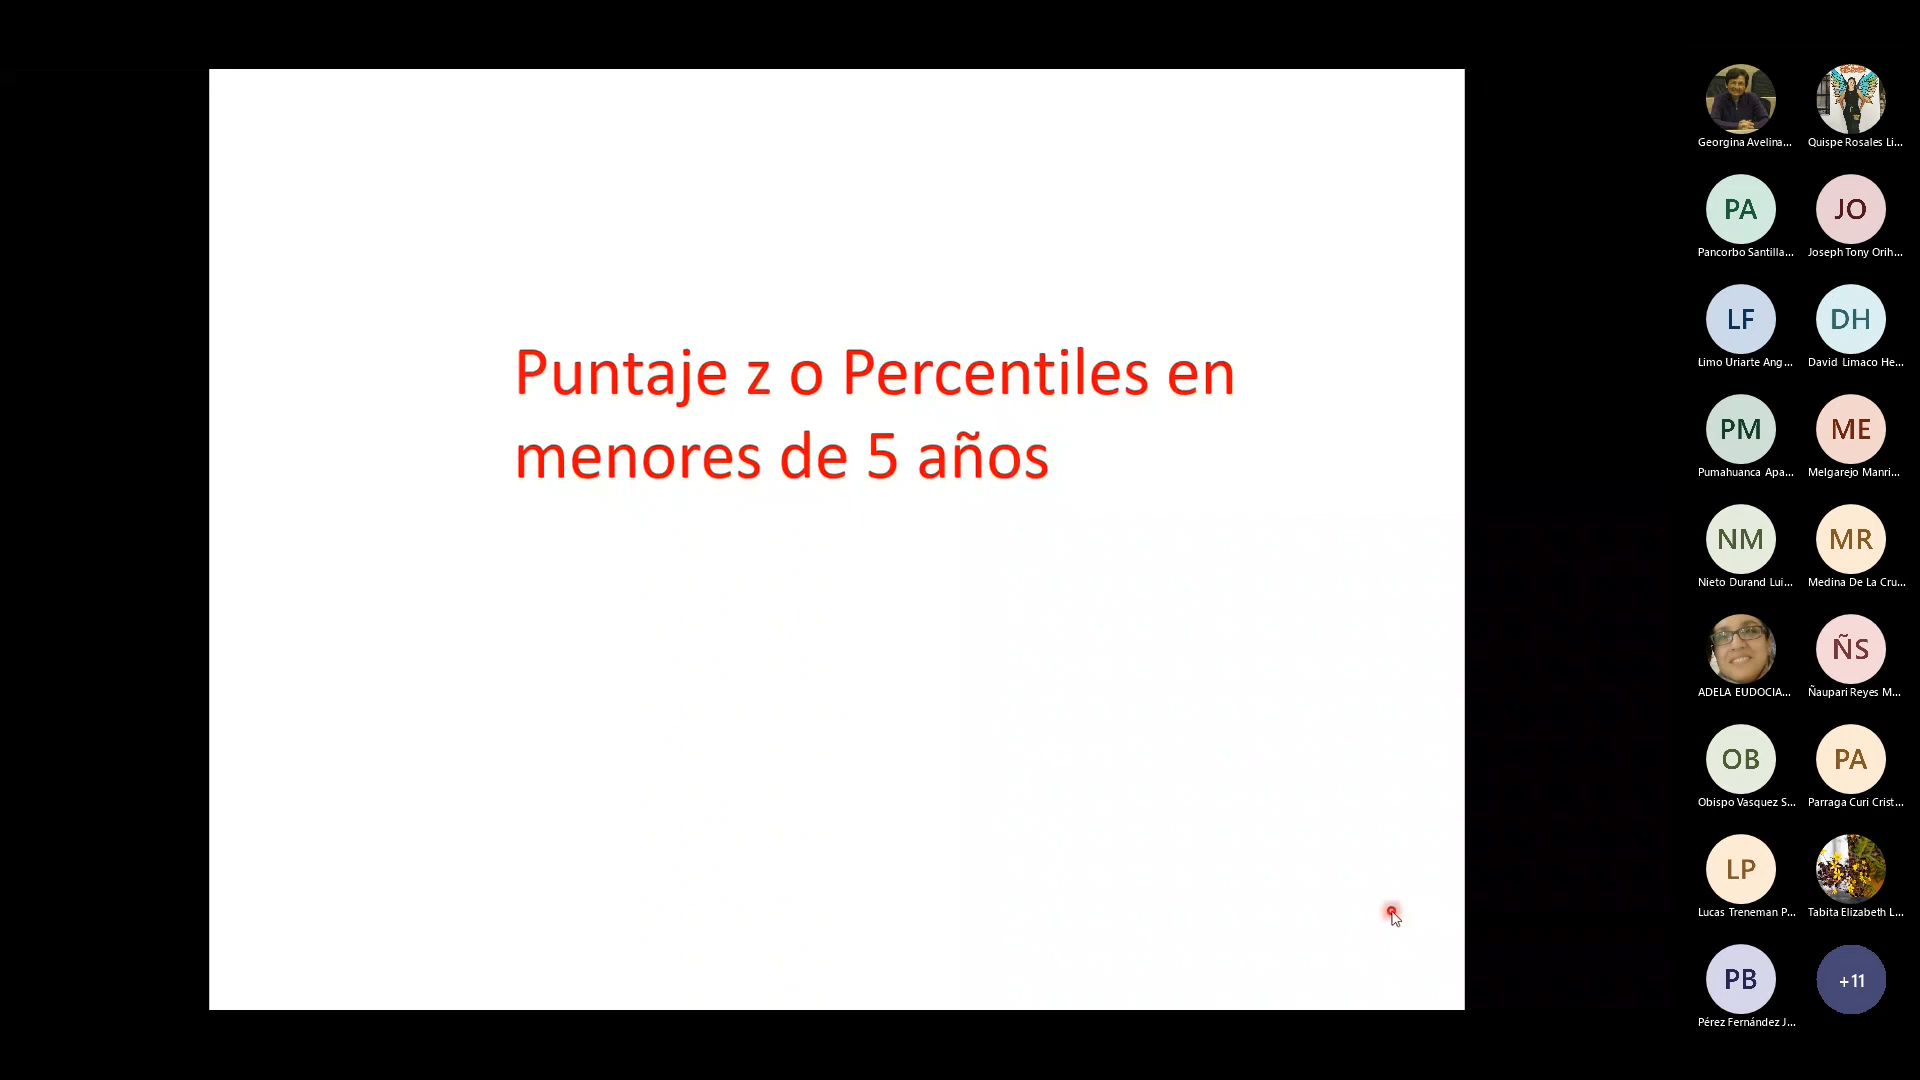 Puntaje z o Percentiles en
menores de 5 años
Georgina Avelina...
Quispe Rosales Li...
PA
JO
Pancorbo Santilla...
Joseph Tony Orih...
LF
DH
Limo Uriarte Ang...
David Limaco He...
PM
ME
Pumahuanca Apa...
Melgarejo Manri...
NM
MR
Nieto Durand Lui...
Medina De La Cru...
ADELA EUDOCIA...
ÑS
Ñaupari Reyes M...
OB
PA
Obispo Vasquez S...
Parraga Curi Crist...
LP
Lucas Treneman P...
Tabita Elizabeth L...
PB
+11
Pérez Fernández J...